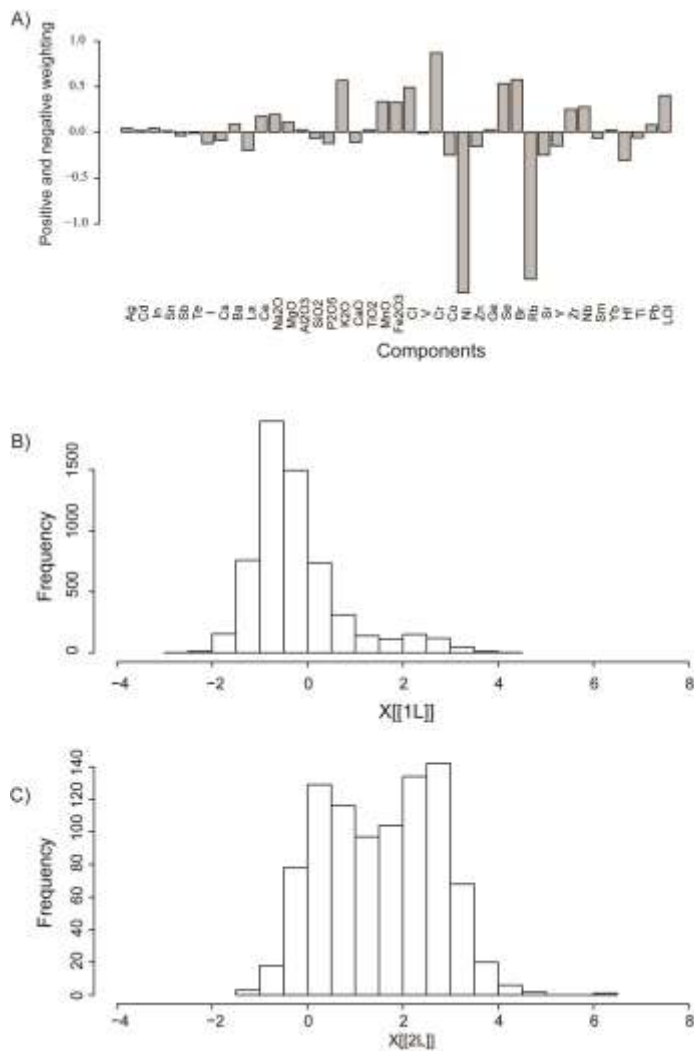 A)
Positive and negative weighting
1.0
0.5
0.0
−0.5
−1.0
Ag Cd In Sn Sb Te I Cs Ba La Ce Na2O MgO Al2O3 SiO2 P2O5 K2O CaO TiO2 MnO Fe2O3 Cl V Cr Co Ni Zn Ga Se Br Rb Sr Y Zr Nb Sm Yb Hf Pb LOI
Components
B)
Frequency
0 500 1000 1500
−4 −2 0 2 4 6 8
X[[1L]]
C)
Frequency
0 20 40 60 80 100 120 140
−4 −2 0 2 4 6 8
X[[2L]]